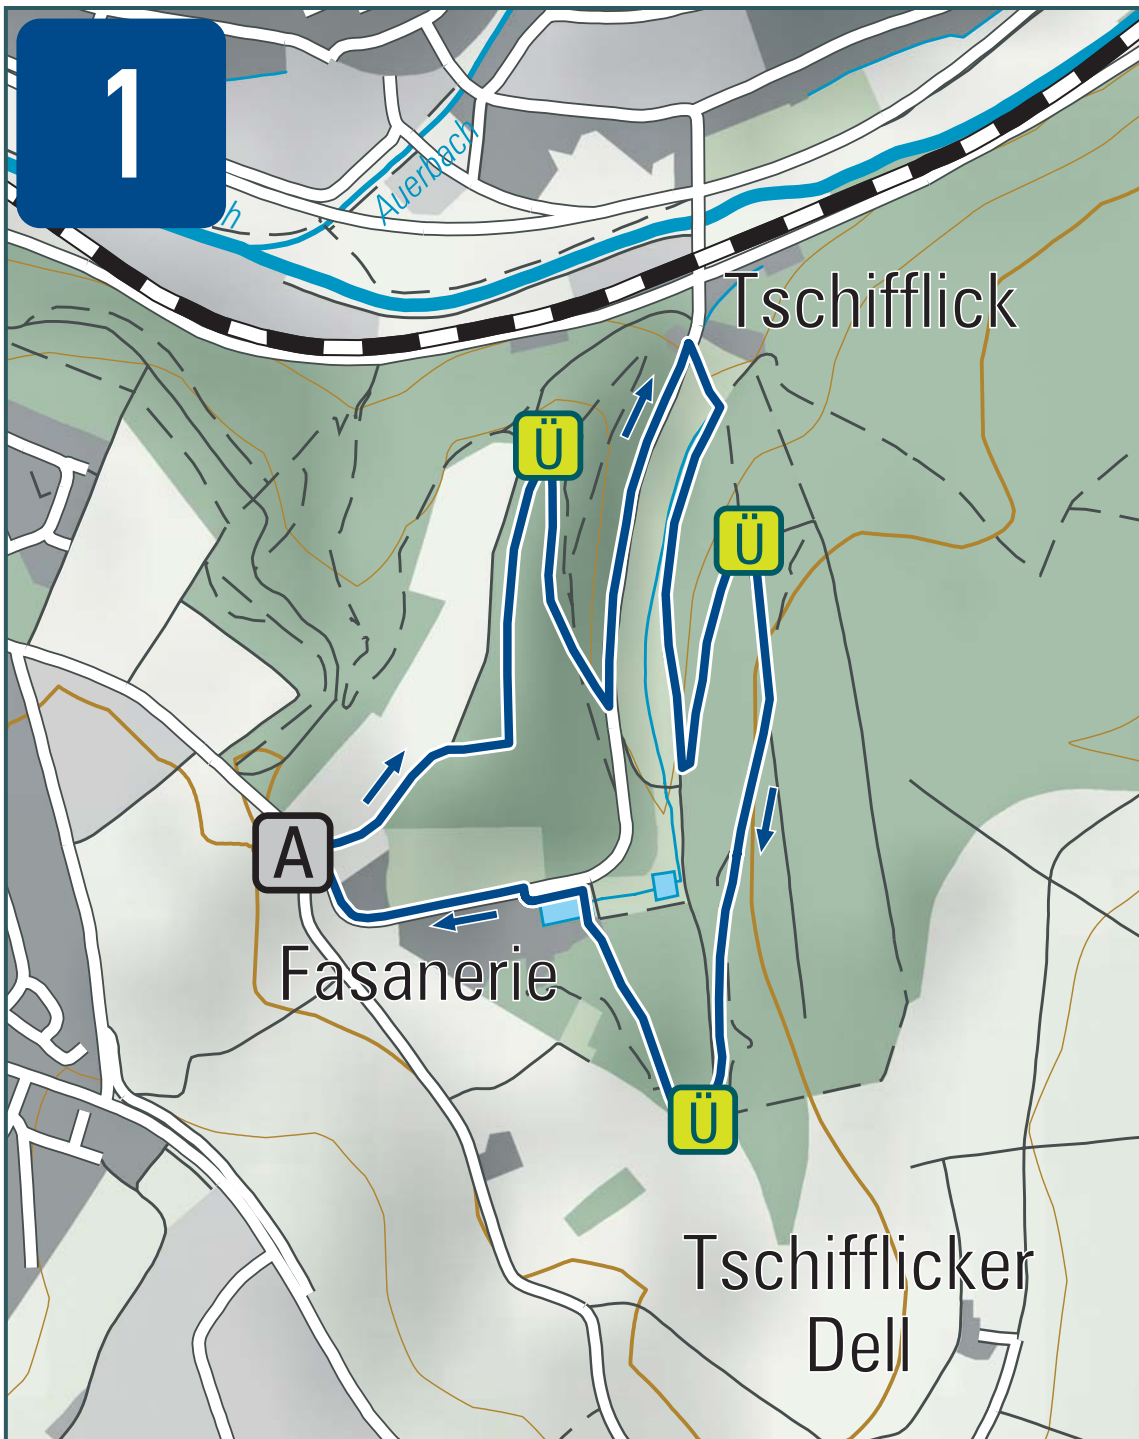 1
Auerbach
h
Tschifflick
Ü
Ü
A
Fasanerie
Ü
Tschifflicker
Dell